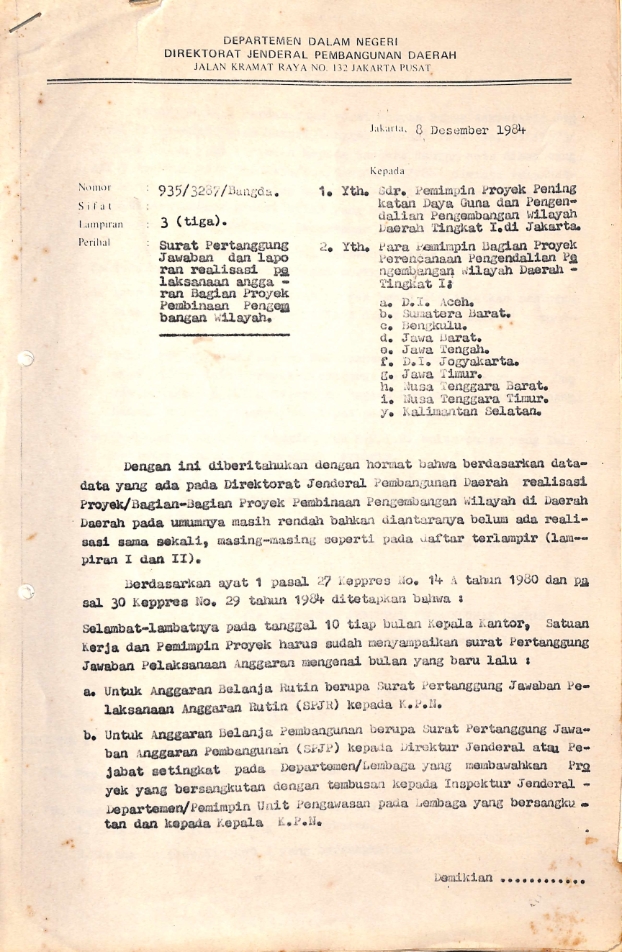 DEPARTEMEN DALAM NEGERI
DIREKTORAT JENDERAL PEMBANGUNAN DAERAH
JALAN KRAMAT RAYA NO. 132 JAKARTA PUSAT
Jakarta, 8 Desember 1984
Kepada
Nomor : 935/3287/Bangda.
S i f a t :
Lampiran : 3 (tiga).
Perihal : Surat Pertanggung
Jawaban dan lapo
ran realisasi pe
laksanaan angga -
ran Bagian Proyek
Pembinaan Pengem
bangan Wilayah.
1. Yth. Sdr. Pemimpin Proyek Pening
katan Daya Guna dan Pengen-
dalian Pengembangan Wilayah
Daerah Tingkat I.di Jakarta.
2. Yth. Para Pemimpin Bagian Proyek
Perencanaan Pengendalian Pe
ngembangan Wilayah Daerah -
Tingkat I:
a. D.I. Aceh.
b. Sumatera Barat.
c. Bengkulu.
d. Jawa Barat.
e. Jawa Tengah.
f. D.I. Jogyakarta.
g. Jawa Timur.
h. Nusa Tenggara Barat.
i. Nusa Tenggara Timur.
y. Kalimantan Selatan.
Dengan ini diberitahukan dengan hormat bahwa berdasarkan data-
data yang ada pada Direktorat Jenderal Pembangunan Daerah realisasi
Proyek/Bagian-Bagian Proyek Pembinaan Pengembangan Wilayah di Daerah
Daerah pada umumnya masih rendah bahkan diantaranya belum ada reali-
sasi sama sekali, masing-masing seperti pada daftar terlampir (lam--
piran I dan II).
Berdasarkan ayat 1 pasal 27 Keppres No. 14 A tahun 1980 dan pa
sal 30 Keppres No. 29 tahun 1984 ditetapkan bahwa :
Selambat-lambatnya pada tanggal 10 tiap bulan Kepala Kantor, Satuan
Kerja dan Pemimpin Proyek harus sudah menyampaikan surat Pertanggung
Jawaban Pelaksanaan Anggaran mengenai bulan yang baru lalu :
a. Untuk Anggaran Belanja Rutin berupa Surat Pertanggung Jawaban Pe-
laksanaan Anggaran Rutin (SPJR) kepada K.P.N.
b. Untuk Anggaran Belanja Pembangunan berupa Surat Pertanggung Jawa-
ban Anggaran Pembangunan (SPJP) kepada Direktur Jenderal atau Pe-
jabat setingkat pada Departemen/Lembaga yang membawahkan Pro
yek yang bersangkutan dengan tembusan kepada Inspektur Jenderal -
Departemen/Pemimpin Unit Pengawasan pada Lembaga yang bersangku -
tan dan kepada Kepala K.P.N.
Demikian ............